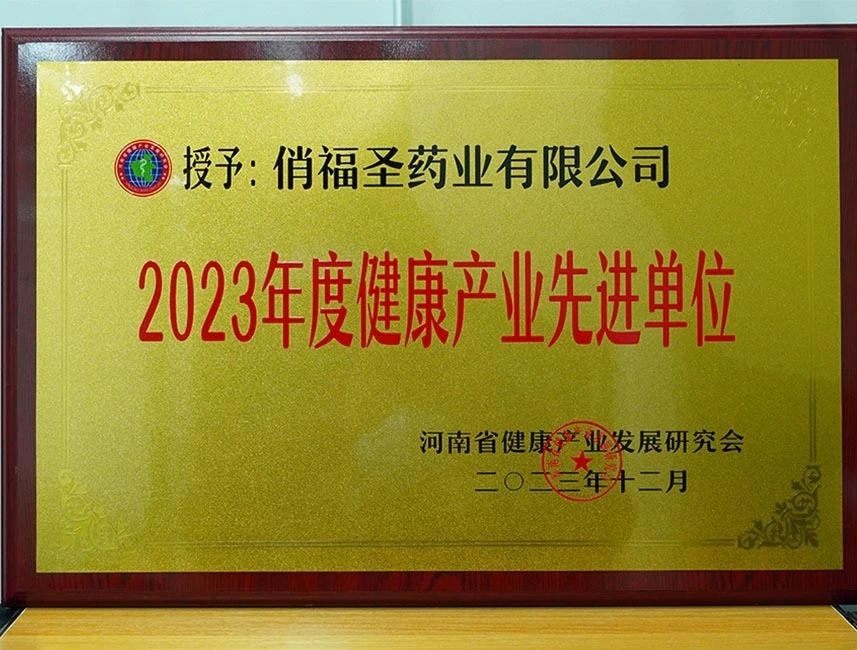 授予：俏福圣药业有限公司
2023年度健康产业先进单位
河南省健康产业发展研究会
二〇二三年十二月